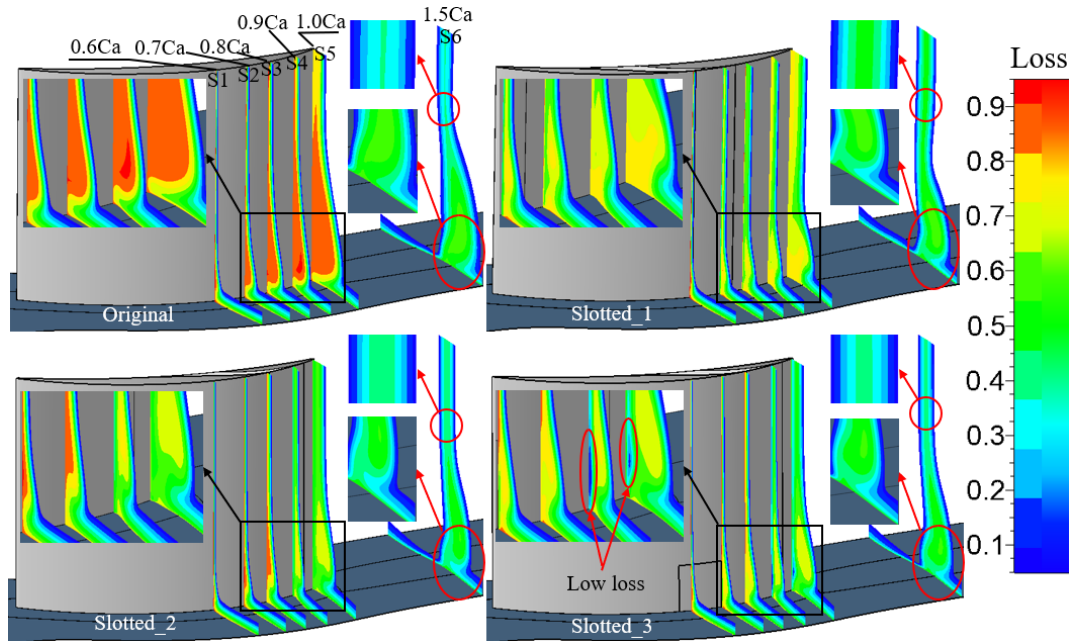 0.6Ca
0.7Ca
0.8Ca
0.9Ca
1.0Ca
1.5Ca
S1
S2
S3
S4
S5
S6
Original
Slotted_1
Slotted_2
Low loss
Slotted_3
Loss
0.9
0.8
0.7
0.6
0.5
0.4
0.3
0.2
0.1